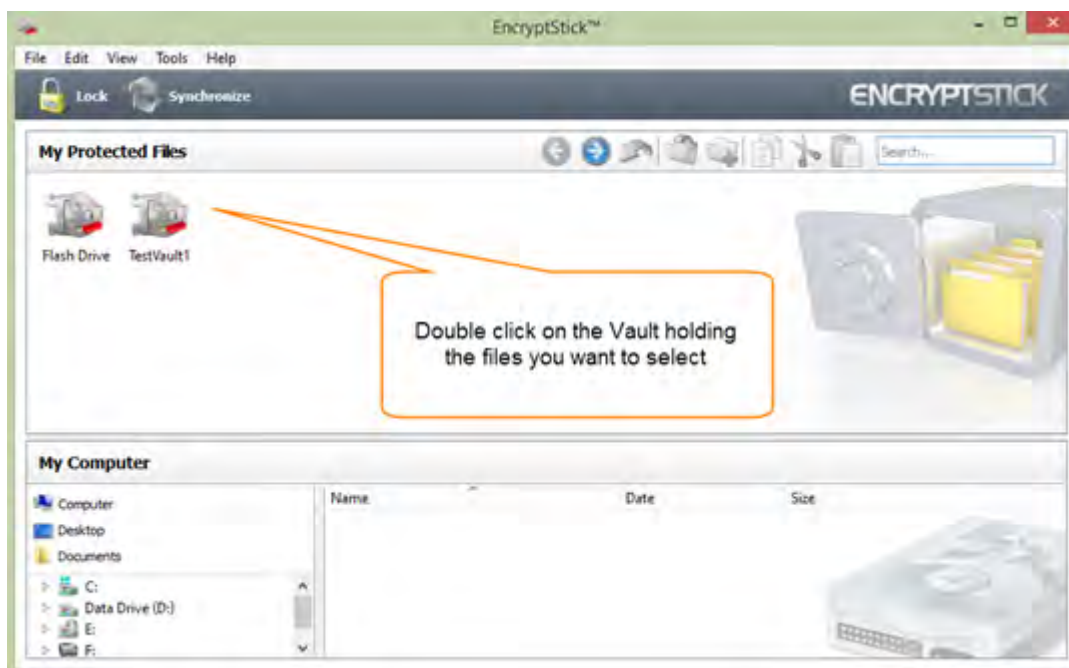 EncryptStick™
File Edit View Tools Help
Lock Synchronize ENCRYPTSTICK
My Protected Files Search...
Flash Drive TestVault1
Double click on the Vault holding
the files you want to select
My Computer
Computer
Desktop
Documents
C:
Data Drive (D:)
E:
F:
Name Date Size